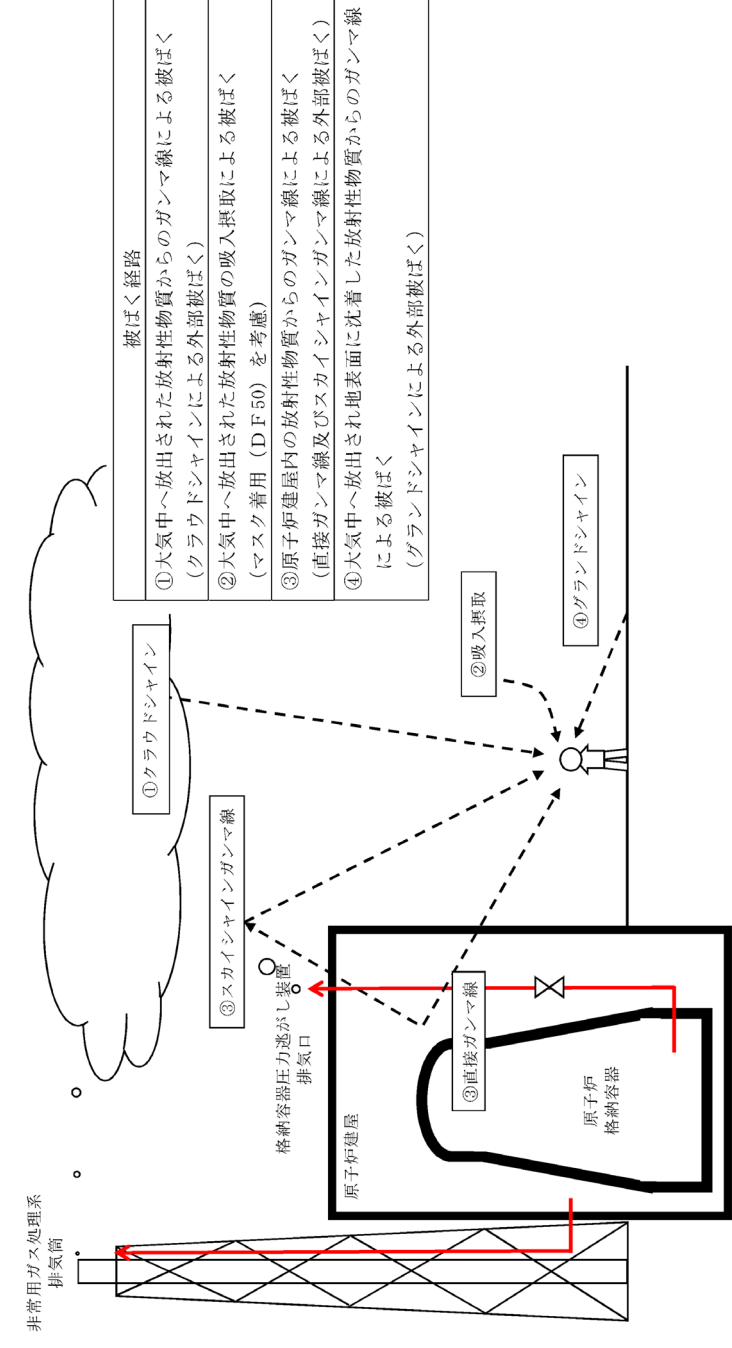 被ばく経路
①大気中へ放出された放射性物質からのガンマ線による被ばく
(クラウドシャインによる外部被ばく)
②大気中へ放出された放射性物質の吸入摂取による被ばく
(マスク着用（DF50）を考慮)
③原子炉建屋内の放射性物質からのガンマ線による被ばく
(直接ガンマ線及びスカイシャインガンマ線による外部被ばく)
④大気中へ放出され地表面に沈着した放射性物質からのガンマ線
による被ばく
(グランドシャインによる外部被ばく)
非常用ガス処理系
排気筒
①クラウドシャイン
③スカイシャインガンマ線
格納容器圧力逃がし装置
排気口
②吸入摂取
④グランドシャイン
原子炉建屋
③直接ガンマ線
原子炉
格納容器